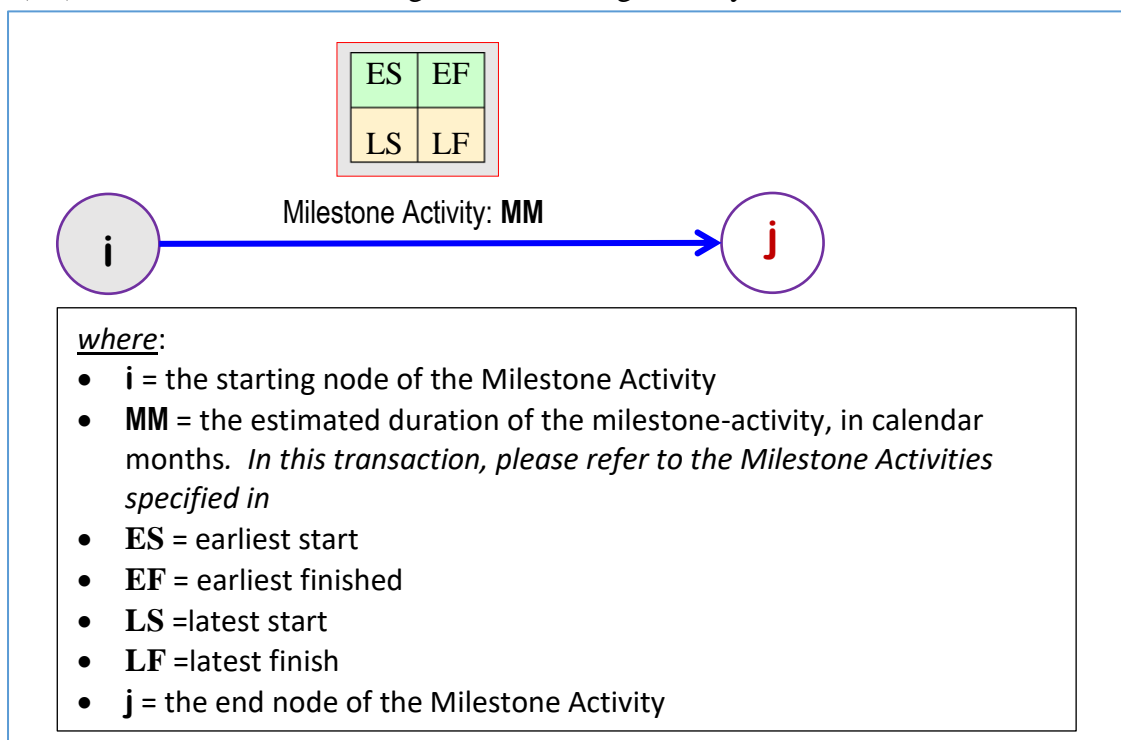 ES EF
LS LF
Milestone Activity: MM
i
j
where:
• i = the starting node of the Milestone Activity
• MM = the estimated duration of the milestone-activity, in calendar
months. In this transaction, please refer to the Milestone Activities
specified in
• ES = earliest start
• EF = earliest finished
• LS =latest start
• LF =latest finish
• j = the end node of the Milestone Activity